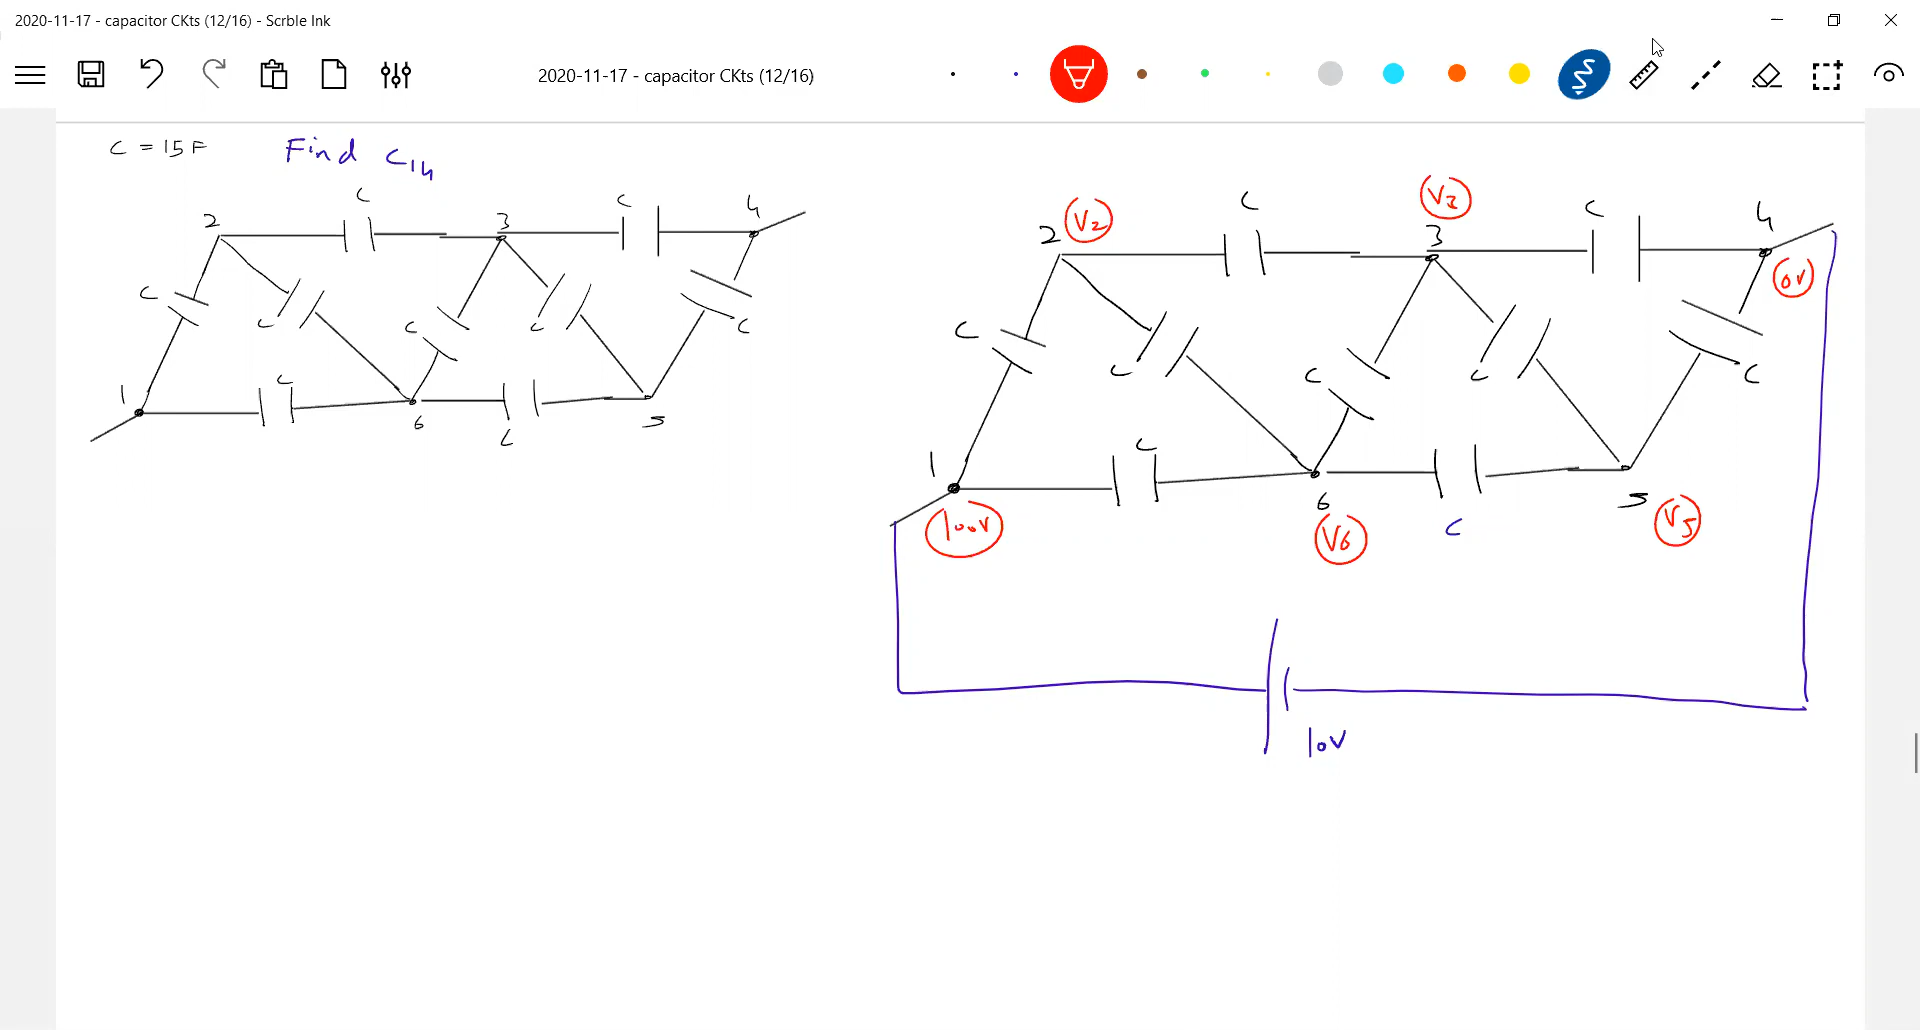 2020-11-17 - capacitor CKts (12/16) - Scrble Ink
2020-11-17 - capacitor CKts (12/16)
C = 15 F Find C14
C C
2 3 4
C C C C C
1 C 6 C 5
C C
2 V2 V3 3 4 0V
C C C C C
1 C 6 C 5
100V V6 V5
10V